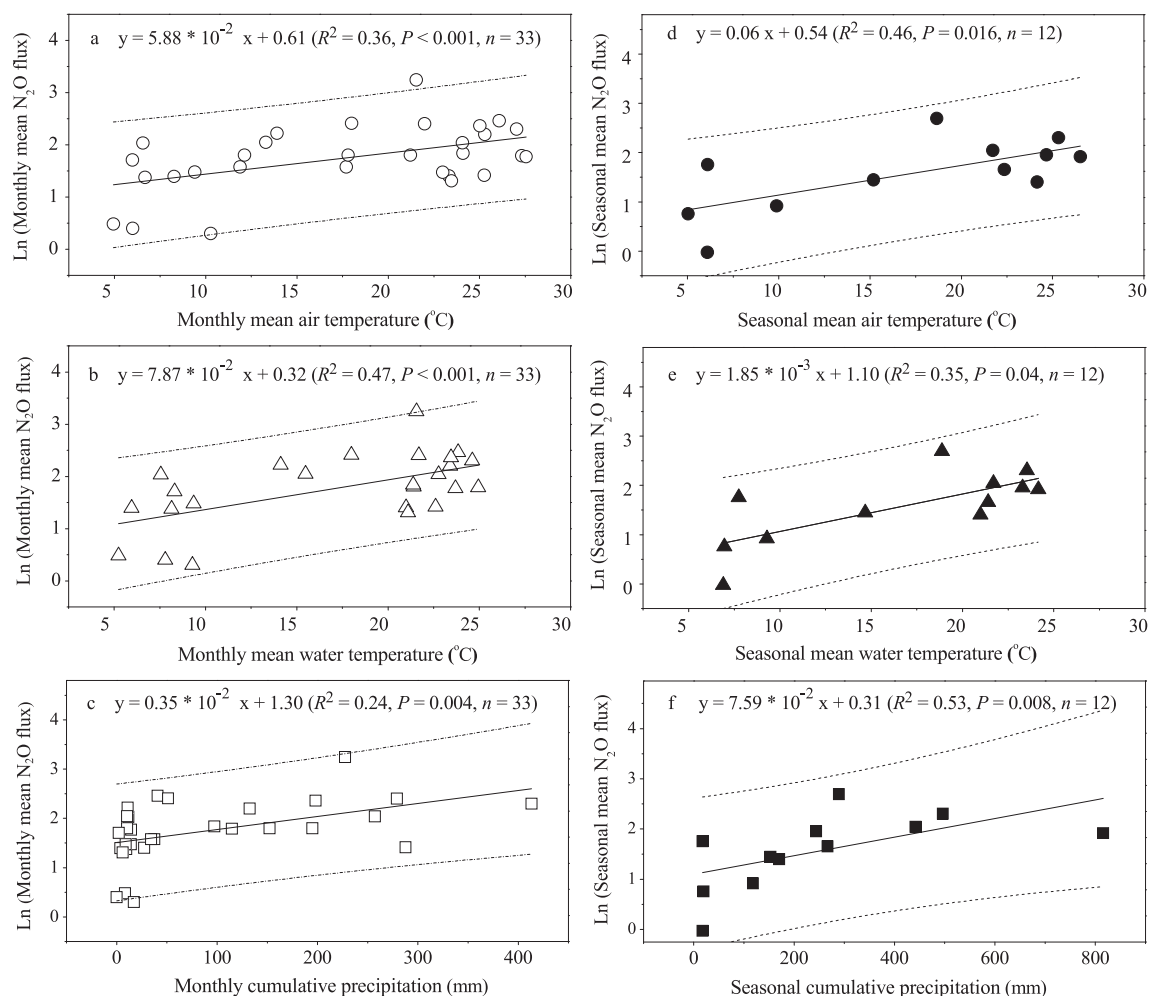 a y = 5.88 * 10⁻² x + 0.61 (R² = 0.36, P < 0.001, n = 33)
Ln (Monthly mean N₂O flux)
4
3
2
1
0
5 10 15 20 25 30
Monthly mean air temperature (°C)
d y = 0.06 x + 0.54 (R² = 0.46, P = 0.016, n = 12)
Ln (Seasonal mean N₂O flux)
4
3
2
1
0
5 10 15 20 25 30
Seasonal mean air temperature (°C)
b y = 7.87 * 10⁻² x + 0.32 (R² = 0.47, P < 0.001, n = 33)
Ln (Monthly mean N₂O flux)
4
3
2
1
0
5 10 15 20 25 30
Monthly mean water temperature (°C)
e y = 1.85 * 10⁻³ x + 1.10 (R² = 0.35, P = 0.04, n = 12)
Ln (Seasonal mean N₂O flux)
4
3
2
1
0
5 10 15 20 25 30
Seasonal mean water temperature (°C)
c y = 0.35 * 10⁻² x + 1.30 (R² = 0.24, P = 0.004, n = 33)
Ln (Monthly mean N₂O flux)
4
3
2
1
0
0 100 200 300 400
Monthly cumulative precipitation (mm)
f y = 7.59 * 10⁻² x + 0.31 (R² = 0.53, P = 0.008, n = 12)
Ln (Seasonal mean N₂O flux)
4
3
2
1
0
0 200 400 600 800
Seasonal cumulative precipitation (mm)